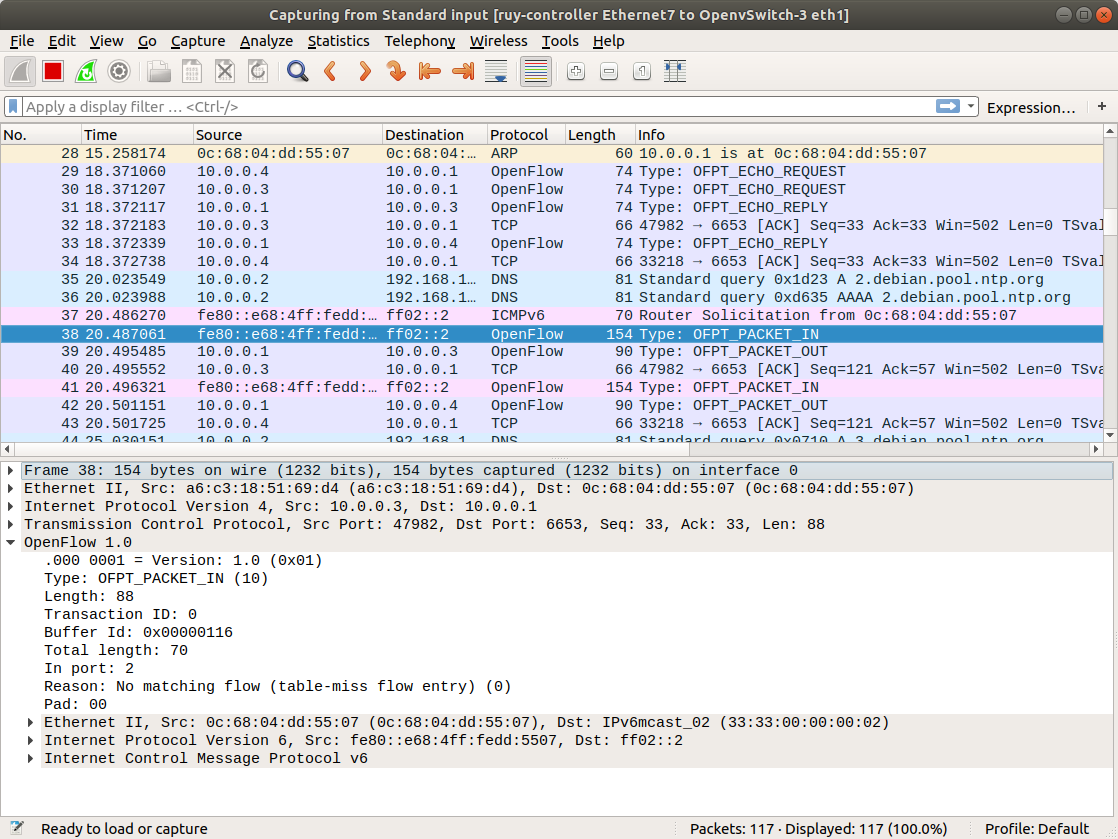 Capturing from Standard input [ruy-controller Ethernet7 to OpenvSwitch-3 eth1]
File Edit View Go Capture Analyze Statistics Telephony Wireless Tools Help
Apply a display filter … <Ctrl-/> Expression… +
No. Time Source Destination Protocol Length Info
28 15.258174 0c:68:04:dd:55:07 0c:68:04:… ARP 60 10.0.0.1 is at 0c:68:04:dd:55:07
29 18.371060 10.0.0.4 10.0.0.1 OpenFlow 74 Type: OFPT_ECHO_REQUEST
30 18.371207 10.0.0.3 10.0.0.1 OpenFlow 74 Type: OFPT_ECHO_REQUEST
31 18.372117 10.0.0.1 10.0.0.3 OpenFlow 74 Type: OFPT_ECHO_REPLY
32 18.372183 10.0.0.3 10.0.0.1 TCP 66 47982 → 6653 [ACK] Seq=33 Ack=33 Win=502 Len=0 TSval
33 18.372339 10.0.0.1 10.0.0.4 OpenFlow 74 Type: OFPT_ECHO_REPLY
34 18.372738 10.0.0.4 10.0.0.1 TCP 66 33218 → 6653 [ACK] Seq=33 Ack=33 Win=502 Len=0 TSval
35 20.023549 10.0.0.2 192.168.1… DNS 81 Standard query 0x1d23 A 2.debian.pool.ntp.org
36 20.023988 10.0.0.2 192.168.1… DNS 81 Standard query 0xd635 AAAA 2.debian.pool.ntp.org
37 20.486270 fe80::e68:4ff:fedd:… ff02::2 ICMPv6 70 Router Solicitation from 0c:68:04:dd:55:07
38 20.487061 fe80::e68:4ff:fedd:… ff02::2 OpenFlow 154 Type: OFPT_PACKET_IN
39 20.495485 10.0.0.1 10.0.0.3 OpenFlow 90 Type: OFPT_PACKET_OUT
40 20.495552 10.0.0.3 10.0.0.1 TCP 66 47982 → 6653 [ACK] Seq=121 Ack=57 Win=502 Len=0 TSva
41 20.496321 fe80::e68:4ff:fedd:… ff02::2 OpenFlow 154 Type: OFPT_PACKET_IN
42 20.501151 10.0.0.1 10.0.0.4 OpenFlow 90 Type: OFPT_PACKET_OUT
43 20.501725 10.0.0.4 10.0.0.1 TCP 66 33218 → 6653 [ACK] Seq=121 Ack=57 Win=502 Len=0 TSva
44 25.030151 10.0.0.2 192.168.1… DNS 81 Standard query 0x0710 A 3.debian.pool.ntp.org
Frame 38: 154 bytes on wire (1232 bits), 154 bytes captured (1232 bits) on interface 0
Ethernet II, Src: a6:c3:18:51:69:d4 (a6:c3:18:51:69:d4), Dst: 0c:68:04:dd:55:07 (0c:68:04:dd:55:07)
Internet Protocol Version 4, Src: 10.0.0.3, Dst: 10.0.0.1
Transmission Control Protocol, Src Port: 47982, Dst Port: 6653, Seq: 33, Ack: 33, Len: 88
OpenFlow 1.0
.000 0001 = Version: 1.0 (0x01)
Type: OFPT_PACKET_IN (10)
Length: 88
Transaction ID: 0
Buffer Id: 0x00000116
Total length: 70
In port: 2
Reason: No matching flow (table-miss flow entry) (0)
Pad: 00
Ethernet II, Src: 0c:68:04:dd:55:07 (0c:68:04:dd:55:07), Dst: IPv6mcast_02 (33:33:00:00:00:02)
Internet Protocol Version 6, Src: fe80::e68:4ff:fedd:5507, Dst: ff02::2
Internet Control Message Protocol v6
Ready to load or capture Packets: 117 · Displayed: 117 (100.0%) Profile: Default